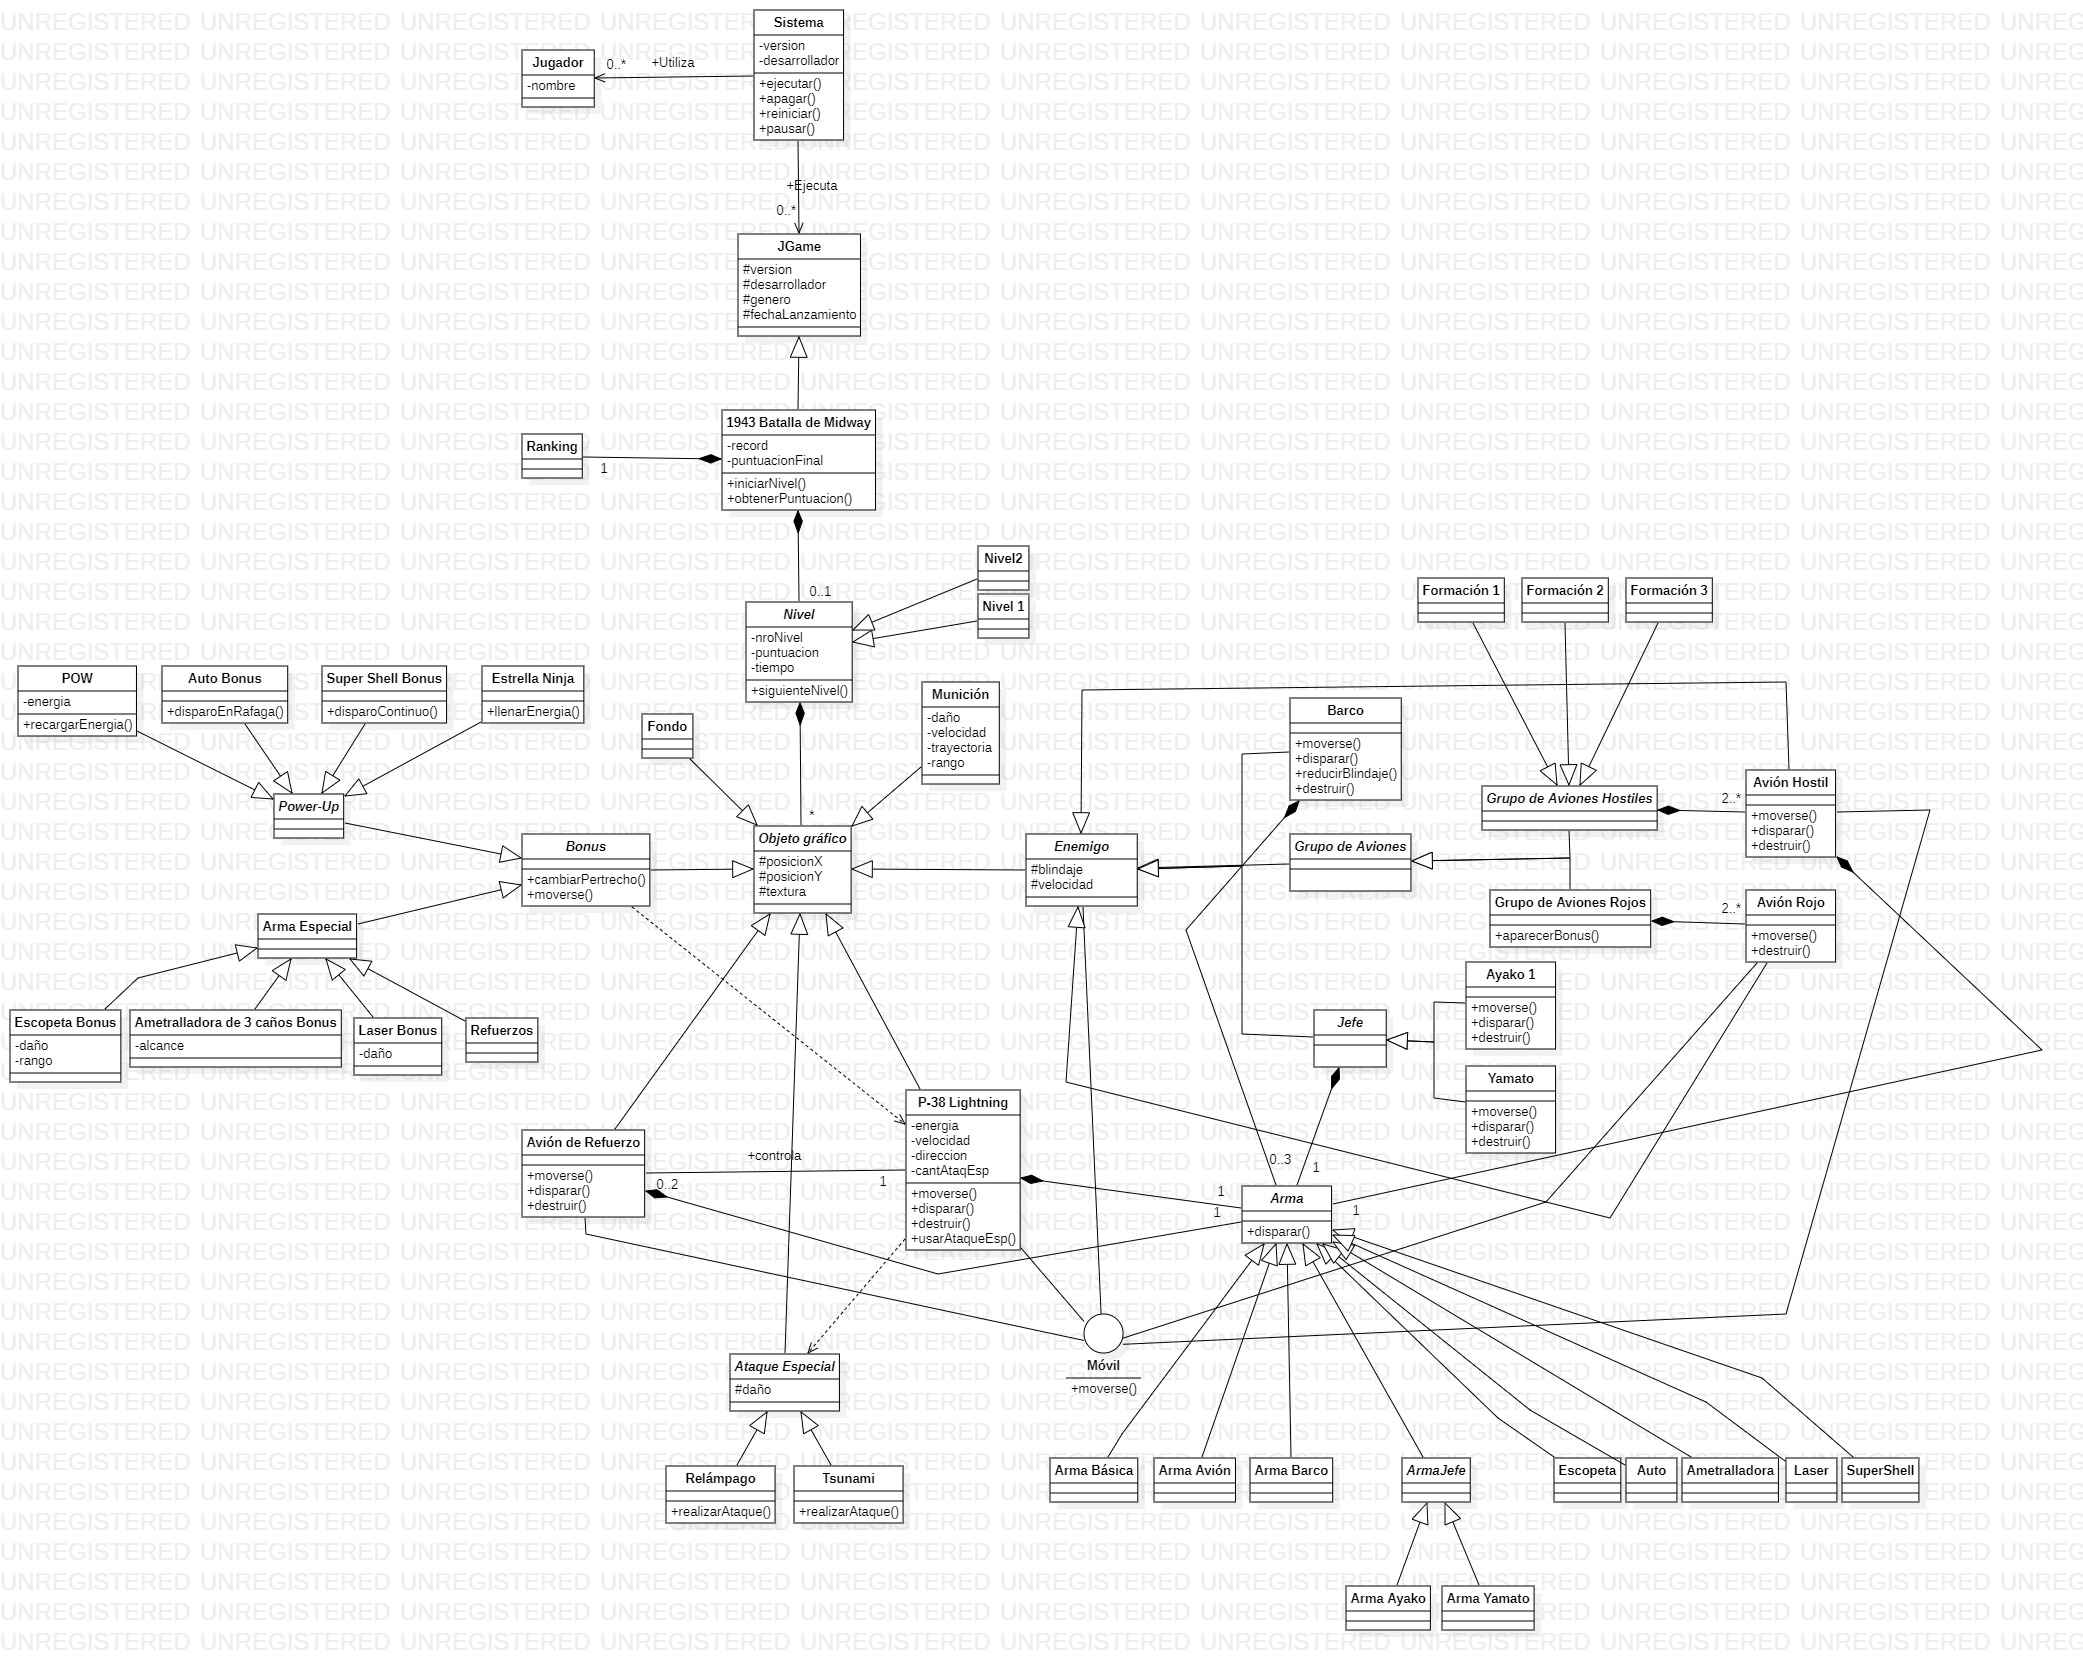 Sistema
-version
-desarrollador
+ejecutar()
+apagar()
+reiniciar()
+pausar()
Jugador
-nombre
0..*
+Utiliza
+Ejecuta
0..*
JGame
#version
#desarrollador
#genero
#fechaLanzamiento
1943 Batalla de Midway
-record
-puntuacionFinal
+iniciarNivel()
+obtenerPuntuacion()
Ranking
1
0..1
Nivel2
Nivel 1
Nivel
-nroNivel
-puntuacion
-tiempo
+siguienteNivel()
Formación 1
Formación 2
Formación 3
POW
-energia
+recargarEnergia()
Auto Bonus
+disparoEnRafaga()
Super Shell Bonus
+disparoContinuo()
Estrella Ninja
+llenarEnergia()
Fondo
Munición
-daño
-velocidad
-trayectoria
-rango
Barco
+moverse()
+disparar()
+reducirBlindaje()
+destruir()
Grupo de Aviones Hostiles
2..*
Avión Hostil
+moverse()
+disparar()
+destruir()
Power-Up
*
Objeto gráfico
#posicionX
#posicionY
#textura
Bonus
+cambiarPertrecho()
+moverse()
Enemigo
#blindaje
#velocidad
Grupo de Aviones
Grupo de Aviones Rojos
+aparecerBonus()
2..*
Avión Rojo
+moverse()
+destruir()
Arma Especial
Escopeta Bonus
-daño
-rango
Ametralladora de 3 caños Bonus
-alcance
Laser Bonus
-daño
Refuerzos
Ayako 1
+moverse()
+disparar()
+destruir()
Jefe
Yamato
+moverse()
+disparar()
+destruir()
P-38 Lightning
-energia
-velocidad
-direccion
-cantAtaqEsp
+moverse()
+disparar()
+destruir()
+usarAtaqueEsp()
Avión de Refuerzo
+moverse()
+disparar()
+destruir()
+controla
0..2
1
0..3
1
1
1
1
Arma
+disparar()
Móvil
+moverse()
Ataque Especial
#daño
Relámpago
+realizarAtaque()
Tsunami
+realizarAtaque()
Arma Básica
Arma Avión
Arma Barco
ArmaJefe
Escopeta
Auto
Ametralladora
Laser
SuperShell
Arma Ayako
Arma Yamato